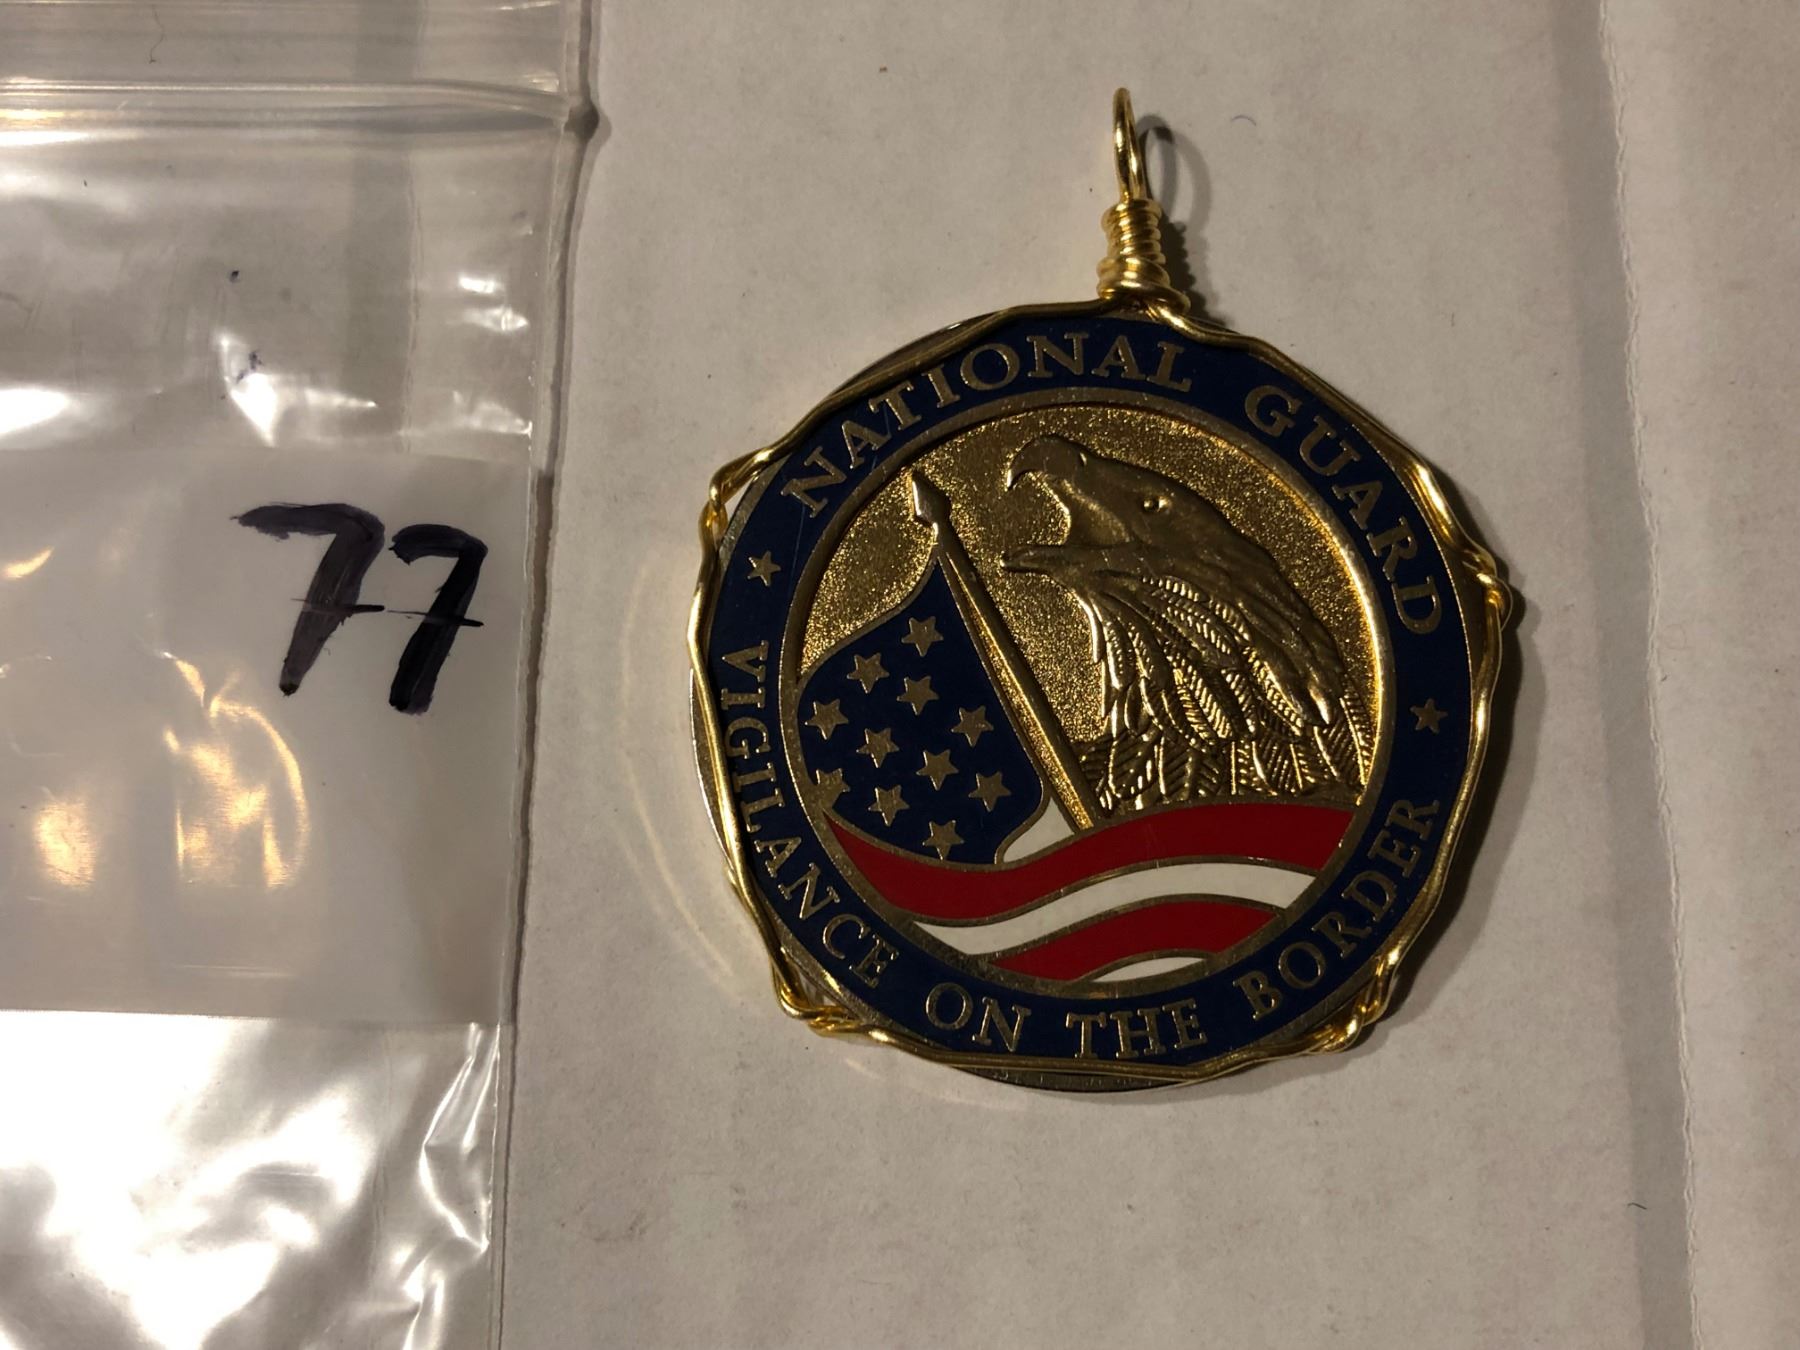 77
NATIONAL GUARD
VIGILANCE ON THE BORDER